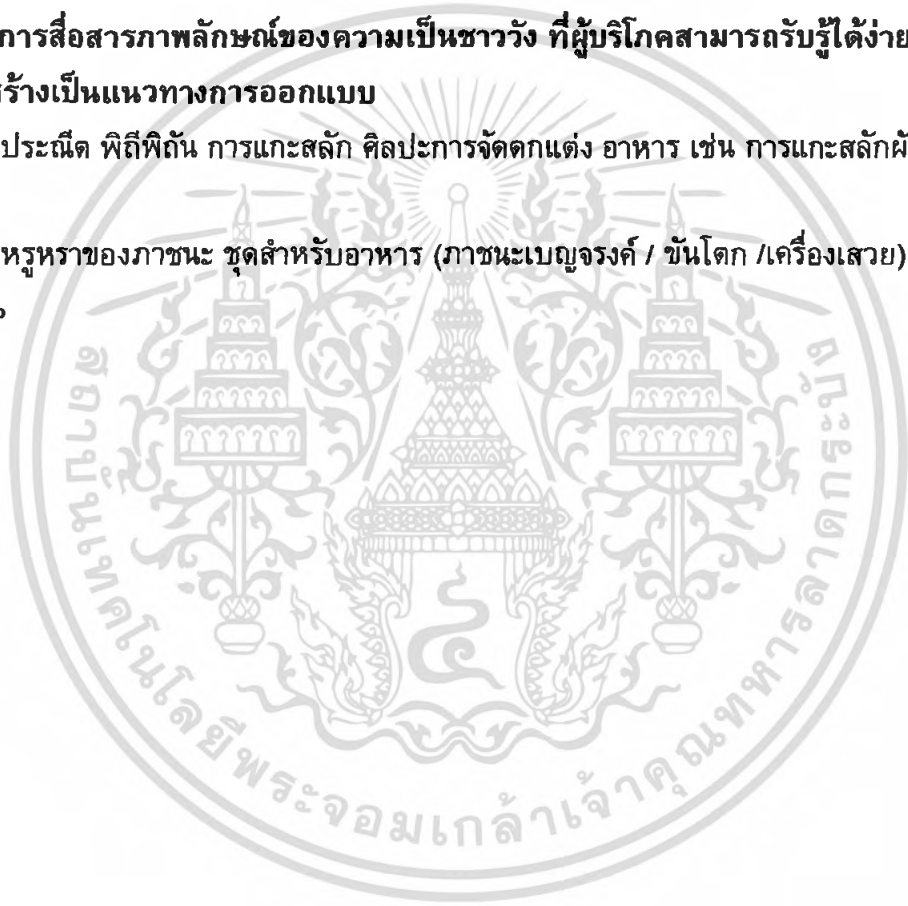 การสื่อสารภาพลักษณ์ของความเป็นชาววัง ที่ผู้บริโภคสามารถรับรู้ได้ง่าย
สร้างเป็นแนวทางการออกแบบ
ประณีต พิถีพิถัน การแกะสลัก ศิลปะการจัดตกแต่ง อาหาร เช่น การแกะสลักผั
หรูหราของภาชนะ ชุดสำหรับอาหาร (ภาชนะเบญจรงค์ / ขันโตก /เครื่องเสวย)
สถาบันเทคโนโลยีพระจอมเกล้าเจ้าคุณทหารลาดกระบัง
๔